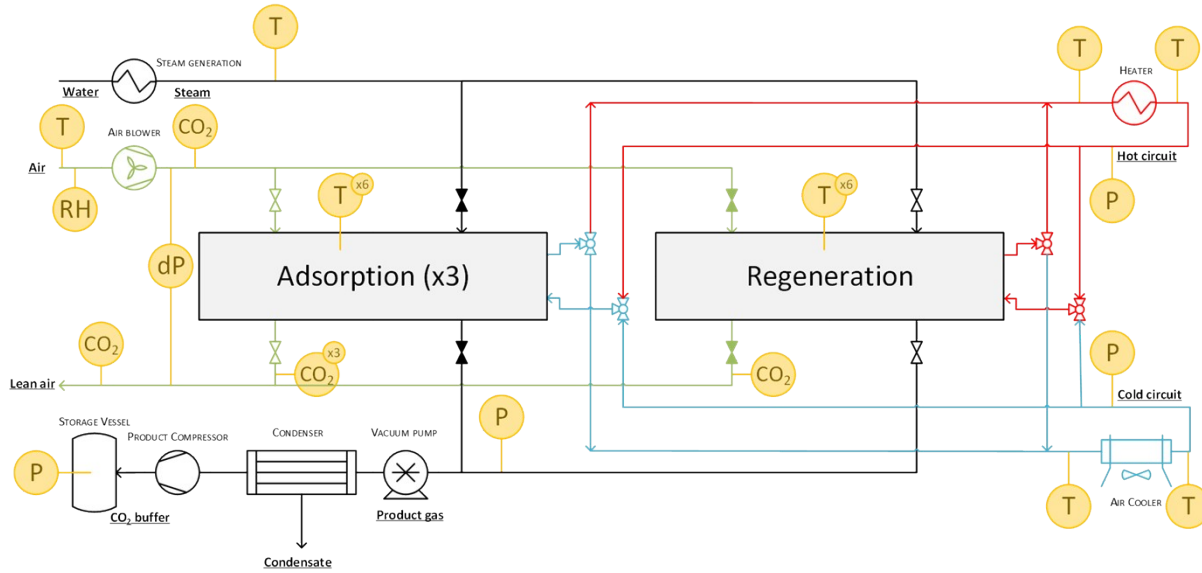 T
STEAM GENERATION
T
T
HEATER
Water
Steam
T
AIR BLOWER
CO₂
Air
Hot circuit
RH
T x6
T x6
P
dP
Adsorption (x3)
Regeneration
CO₂
CO₂ x3
CO₂
P
Lean air
Cold circuit
STORAGE VESSEL
PRODUCT COMPRESSOR
CONDENSER
VACUUM PUMP
P
P
T
T
AIR COOLER
CO₂ buffer
Product gas
Condensate